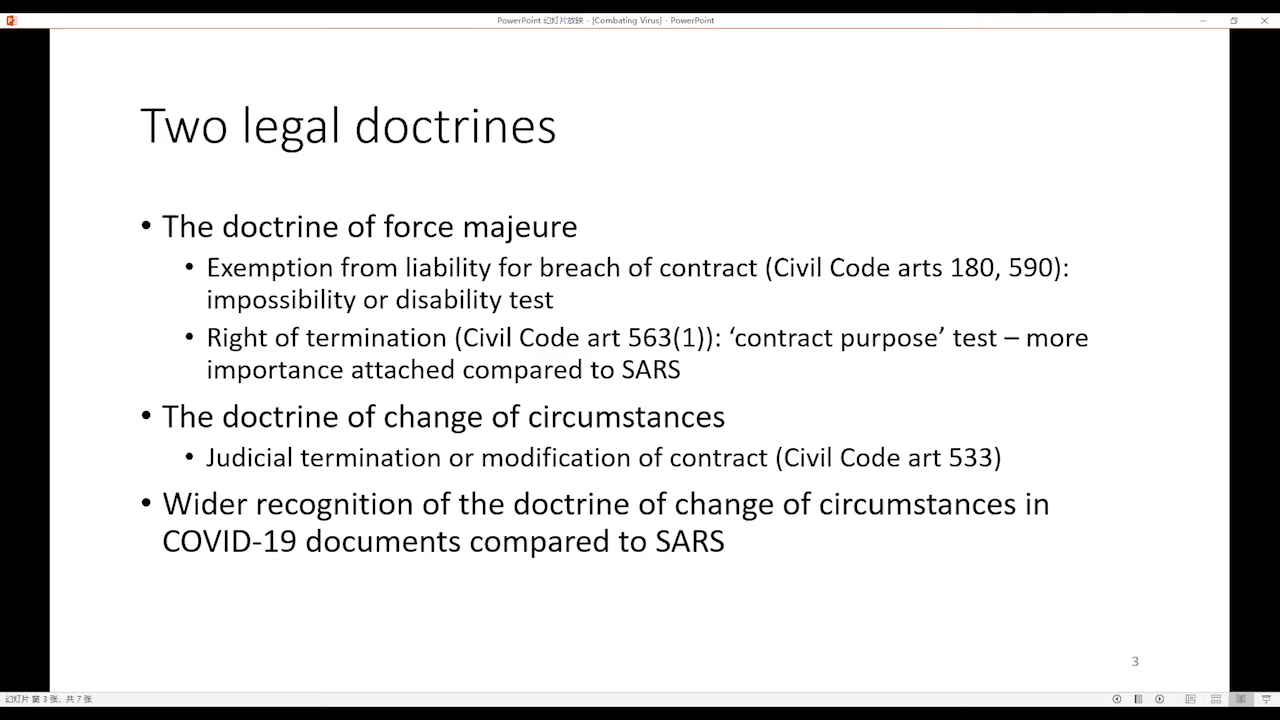 PowerPoint 幻灯片放映 - [Combating Virus] - PowerPoint
Two legal doctrines
• The doctrine of force majeure
• Exemption from liability for breach of contract (Civil Code arts 180, 590):
impossibility or disability test
• Right of termination (Civil Code art 563(1)): ‘contract purpose’ test – more
importance attached compared to SARS
• The doctrine of change of circumstances
• Judicial termination or modification of contract (Civil Code art 533)
• Wider recognition of the doctrine of change of circumstances in
COVID-19 documents compared to SARS
3
幻灯片 第 3 张，共 7 张